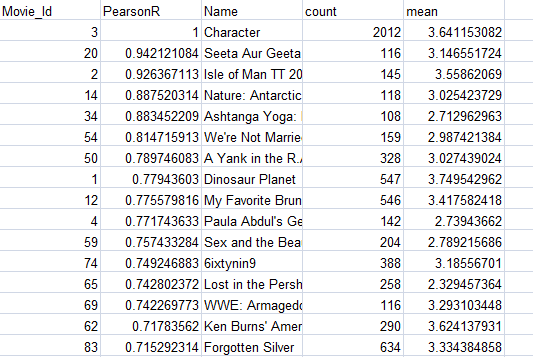 Movie_Id PearsonR Name count mean
3 1 Character 2012 3.641153082
20 0.942121084 Seeta Aur Geeta 116 3.146551724
2 0.926367113 Isle of Man TT 20 145 3.55862069
14 0.887520314 Nature: Antarctic 118 3.025423729
34 0.883452209 Ashtanga Yoga: 108 2.712962963
54 0.814715913 We're Not Marrie 159 2.987421384
50 0.789746083 A Yank in the R.A 328 3.027439024
1 0.77943603 Dinosaur Planet 547 3.749542962
12 0.775579816 My Favorite Brun 546 3.417582418
4 0.771743633 Paula Abdul's Ge 142 2.73943662
59 0.757433284 Sex and the Bea 204 2.789215686
74 0.749246883 6ixtynin9 388 3.18556701
65 0.742802372 Lost in the Persh 258 2.329457364
69 0.742269773 WWE: Armagedd 116 3.293103448
62 0.71783562 Ken Burns' Amer 290 3.624137931
83 0.715292314 Forgotten Silver 634 3.334384858